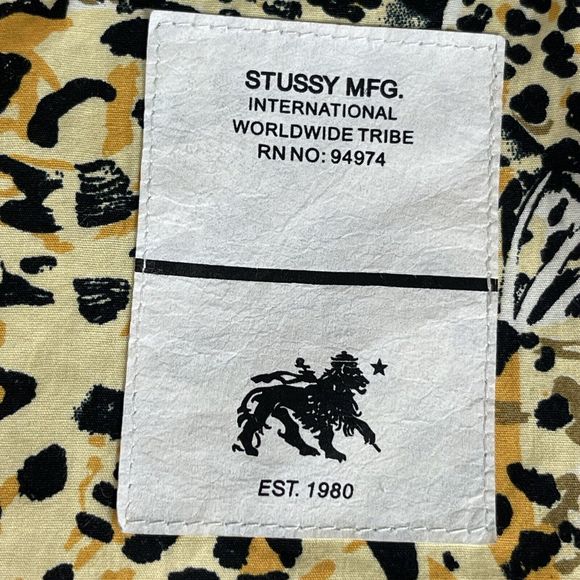 STUSSY MFG.
INTERNATIONAL
WORLDWIDE TRIBE
RN NO: 94974
EST. 1980